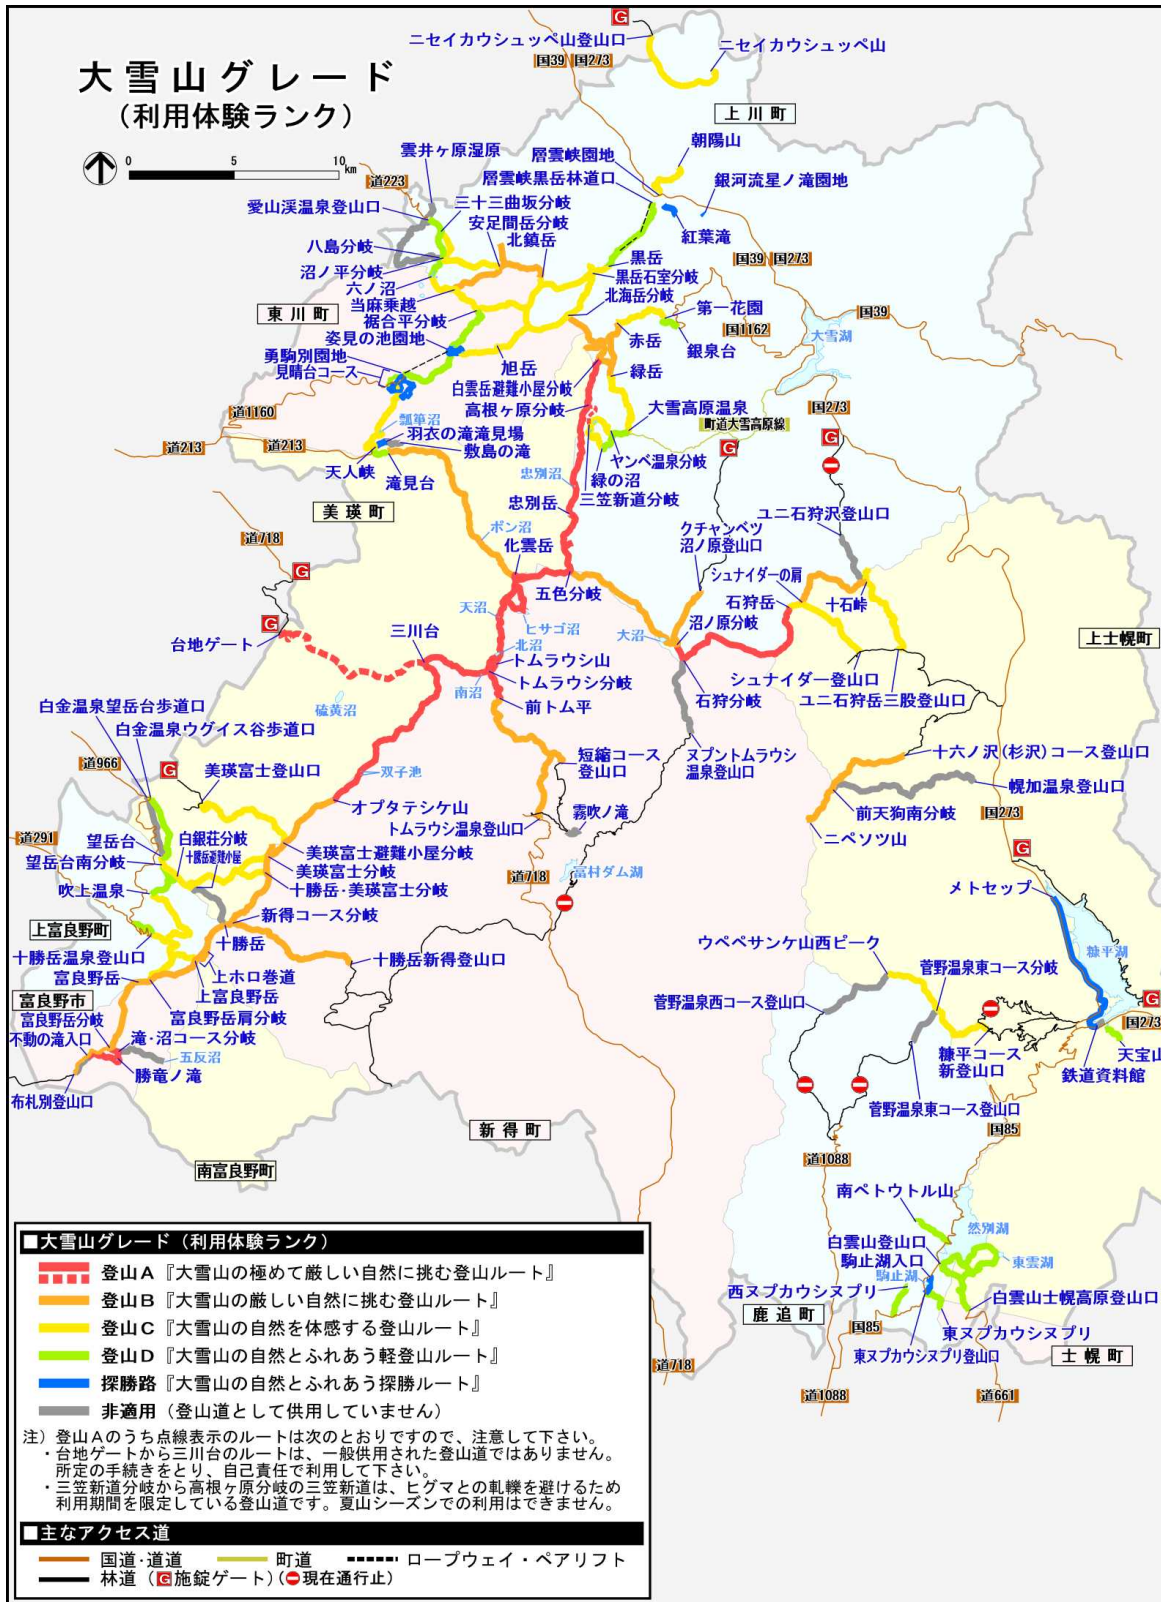 大雪山グレード
（利用体験ランク）
0 5 10 km
ニセイカウシュッペ山登山口
G
ニセイカウシュッペ山
国39 国273
上川町
朝陽山
層雲峡園地
層雲峡黒岳林道口
銀河流星ノ滝園地
紅葉滝
雲井ヶ原湿原
道223
愛山渓温泉登山口
三十三曲坂分岐
安足間岳分岐
北鎮岳
八島分岐
沼ノ平分岐
六ノ沼
当麻乗越
裾合平分岐
東川町
姿見の池園地
勇駒別園地
見晴台コース
黒岳
黒岳石室分岐
北海岳分岐
国39 国273
第一花園
国1162
国39
大雪湖
銀泉台
赤岳
緑岳
旭岳
白雲岳避難小屋分岐
高根ヶ原分岐
大雪高原温泉
国273
町道大雪高原線
G
G
道1160
瓢箪沼
羽衣の滝滝見場
敷島の滝
道213
道213
天人峡
滝見台
ヤンベ温泉分岐
緑の沼
三笠新道分岐
忠別沼
忠別岳
美瑛町
ポン沼
化雲岳
クチャンベツ
沼ノ原登山口
ユニ石狩沢登山口
道718
G
シュナイダーの肩
石狩岳
十石峠
五色分岐
天沼
ヒサゴ沼
北沼
大沼
沼ノ原分岐
G
台地ゲート
三川台
トムラウシ山
トムラウシ分岐
南沼
前トム平
石狩分岐
シュナイダー登山口
ユニ石狩岳三股登山口
上士幌町
硫黄沼
白金温泉望岳台歩道口
白金温泉ウグイス谷歩道口
道966
G
美瑛富士登山口
双子池
オプタテシケ山
短縮コース
登山口
ヌプントムラウシ
温泉登山口
十六ノ沢(杉沢)コース登山口
幌加温泉登山口
前天狗南分岐
国273
ニペソツ山
トムラウシ温泉登山口
霧吹ノ滝
道291
望岳台
白銀荘分岐
望岳台南分岐
十勝岳避難小屋
吹上温泉
美瑛富士避難小屋分岐
美瑛富士分岐
十勝岳・美瑛富士分岐
道718
富村ダム湖
G
メトセップ
新得コース分岐
上富良野町
十勝岳
十勝岳温泉登山口
上ホロ巻道
十勝岳新得登山口
富良野岳
上富良野岳
富良野市
富良野岳肩分岐
富良野岳分岐
不動の滝入口
滝・沼コース分岐
五反沼
勝竜ノ滝
布札別登山口
ウペペサンケ山西ピーク
菅野温泉東コース分岐
糠平湖
菅野温泉西コース登山口
G
国273
糠平コース
新登山口
天宝山
鉄道資料館
菅野温泉東コース登山口
新得町
国85
道1088
南富良野町
南ペトウトル山
然別湖
白雲山登山口
駒止湖入口
東雲湖
駒止湖
西ヌプカウシヌプリ
白雲山士幌高原登山口
鹿追町
国85
東ヌプカウシヌプリ
東ヌプカウシヌプリ登山口
士幌町
道718
道1088
道661
■大雪山グレード（利用体験ランク）
登山A『大雪山の極めて厳しい自然に挑む登山ルート』
登山B『大雪山の厳しい自然に挑む登山ルート』
登山C『大雪山の自然を体感する登山ルート』
登山D『大雪山の自然とふれあう軽登山ルート』
探勝路『大雪山の自然とふれあう探勝ルート』
非適用（登山道として供用していません）
注）登山Aのうち点線表示のルートは次のとおりですので、注意して下さい。
・台地ゲートから三川台のルートは、一般供用された登山道ではありません。
所定の手続きをとり、自己責任で利用して下さい。
・三笠新道分岐から高根ヶ原分岐の三笠新道は、ヒグマとの軋轢を避けるため
利用期間を限定している登山道です。夏山シーズンでの利用はできません。
■主なアクセス道
国道・道道 町道 ロープウェイ・ペアリフト
林道（G施錠ゲート）（現在通行止）